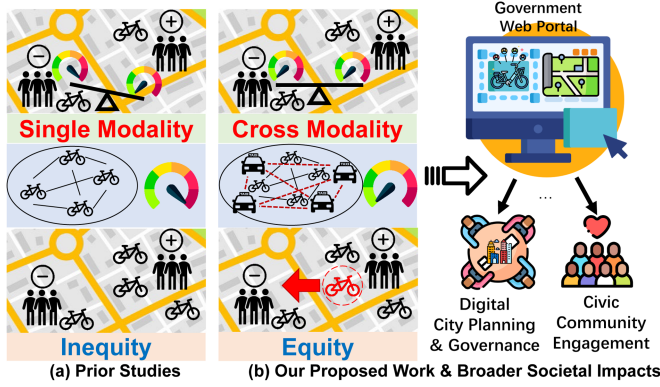 Government
Web Portal
Single Modality
Cross Modality
...
Inequity
Equity
Digital
City Planning
& Governance
Civic
Community
Engagement
(a) Prior Studies
(b) Our Proposed Work & Broader Societal Impacts